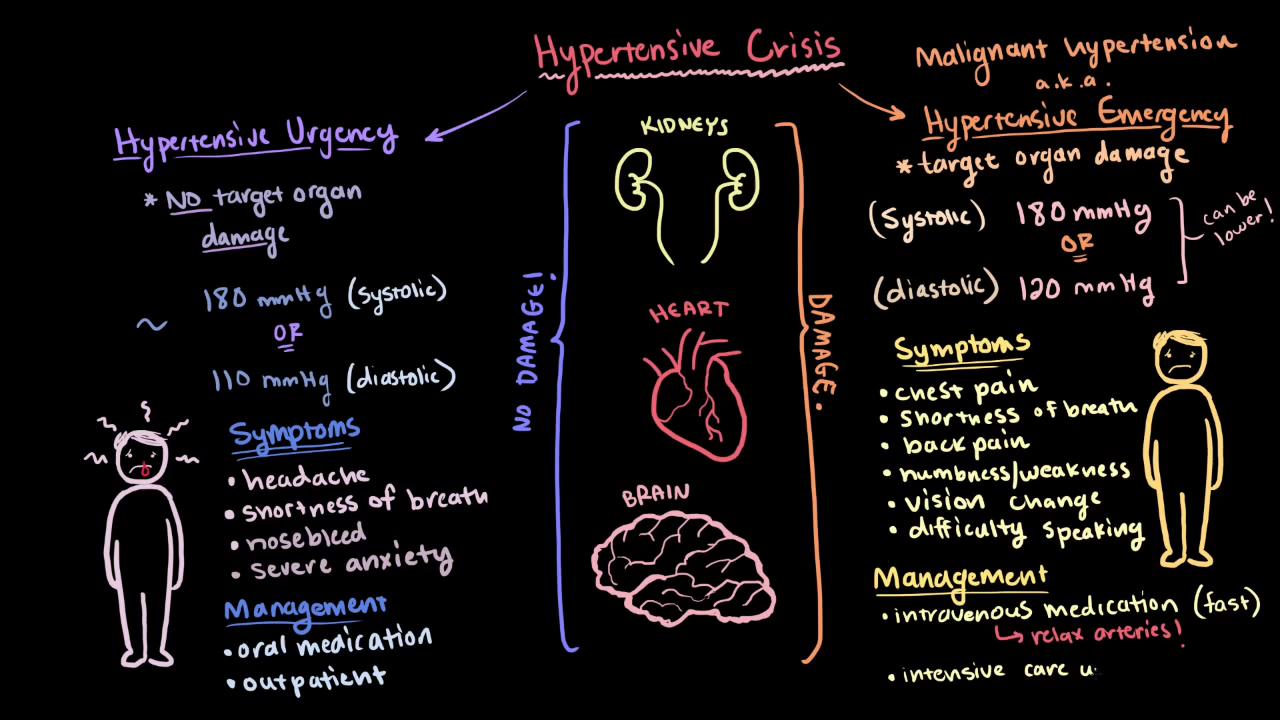 Hypertensive Crisis
Hypertensive Urgency
* NO target organ
damage
~ 180 mmHg (systolic)
OR
110 mmHg (diastolic)
Symptoms
• headache
• shortness of breath
• nosebleed
• severe anxiety
Management
• oral medication
• outpatient
NO DAMAGE!
KIDNEYS
HEART
BRAIN
DAMAGE.
Malignant hypertension
a.k.a.
Hypertensive Emergency
* target organ damage
(Systolic) 180 mmHg
OR
(diastolic) 120 mmHg
can be
lower!
Symptoms
• chest pain
• shortness of breath
• back pain
• numbness/weakness
• vision change
• difficulty speaking
Management
• intravenous medication (fast)
↳ relax arteries!
• intensive care u